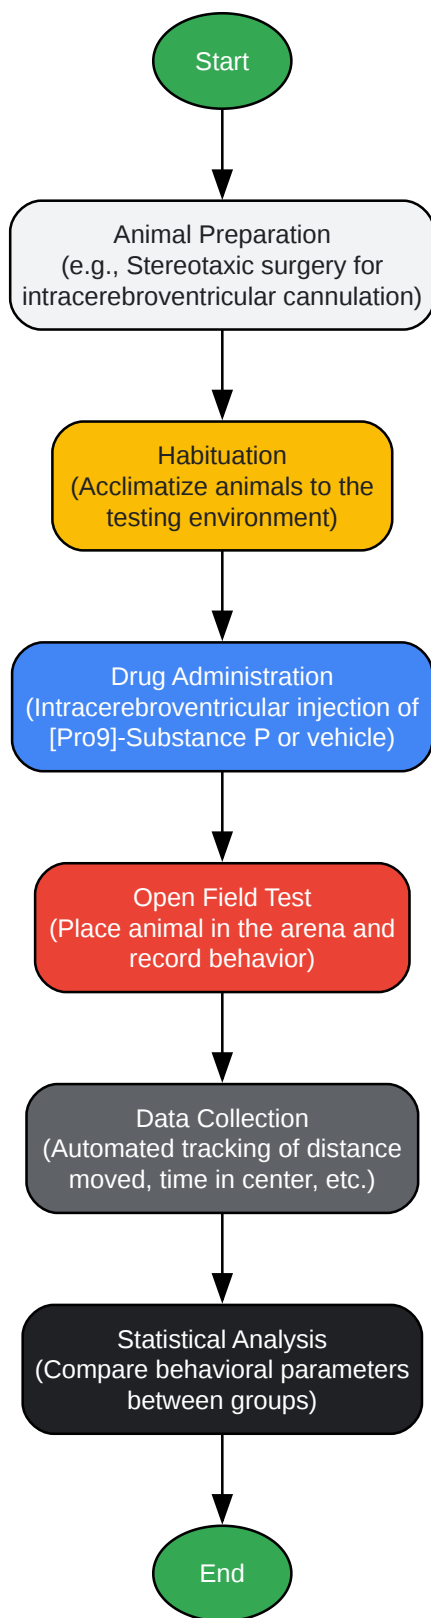 Start
Animal Preparation
(e.g., Stereotaxic surgery for
intracerebroventricular cannulation)
Habituation
(Acclimatize animals to the
testing environment)
Drug Administration
(Intracerebroventricular injection of
[Pro9]-Substance P or vehicle)
Open Field Test
(Place animal in the arena and
record behavior)
Data Collection
(Automated tracking of distance
moved, time in center, etc.)
Statistical Analysis
(Compare behavioral parameters
between groups)
End